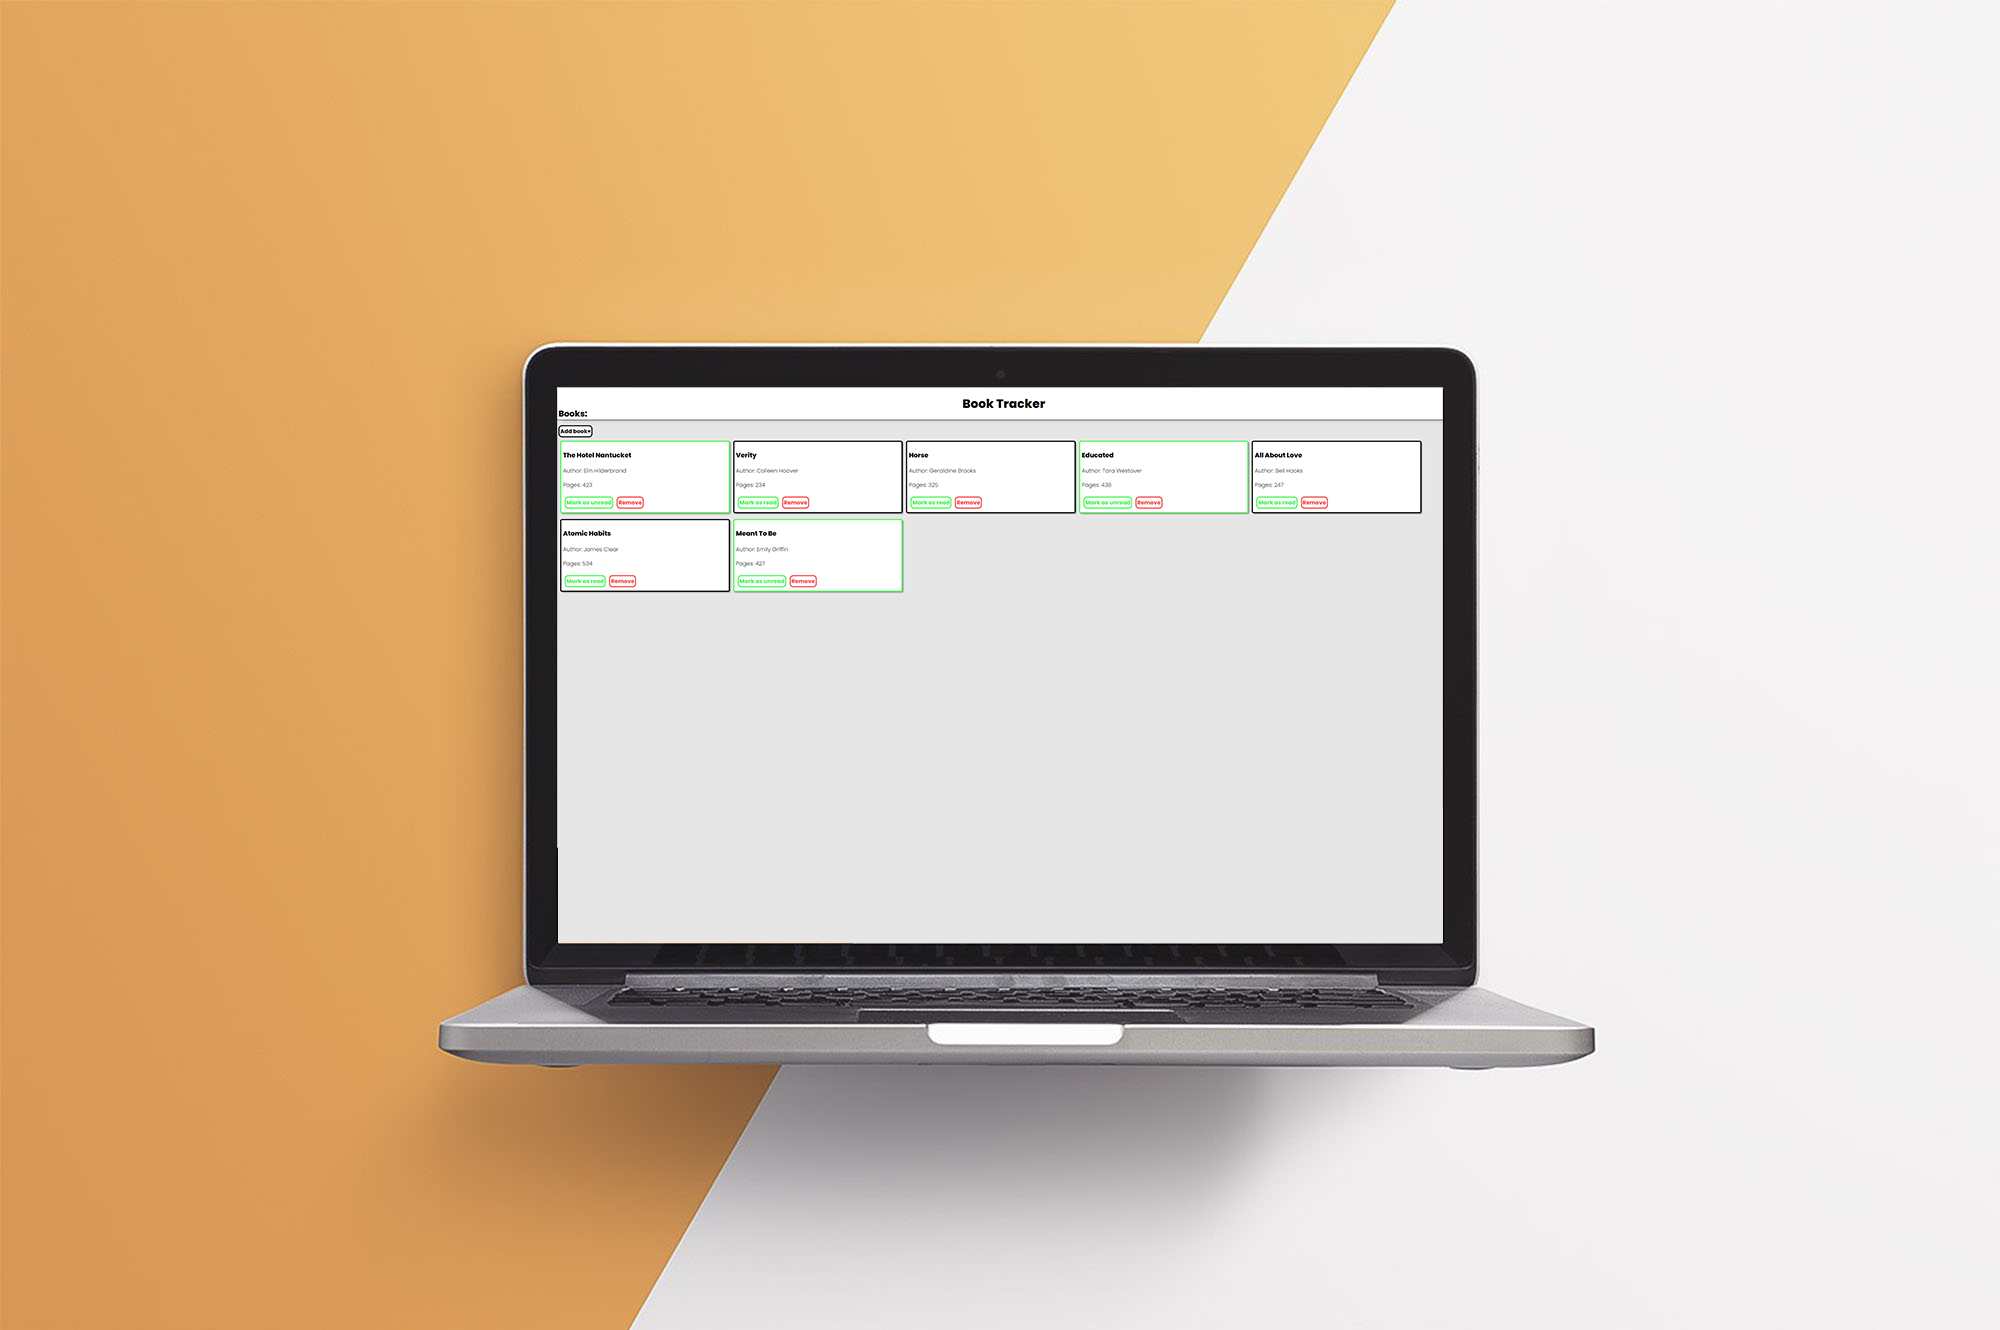 Book Tracker
Books:
Add book+
The Hotel Nantucket
Author: Elin Hilderbrand
Pages: 423
Mark as unread Remove
Verity
Author: Colleen Hoover
Pages: 234
Mark as read Remove
Horse
Author: Geraldine Brooks
Pages: 325
Mark as read Remove
Educated
Author: Tara Westover
Pages: 438
Mark as unread Remove
All About Love
Author: Bell Hooks
Pages: 247
Mark as read Remove
Atomic Habits
Author: James Clear
Pages: 534
Mark as read Remove
Meant To Be
Author: Emily Griffin
Pages: 427
Mark as unread Remove